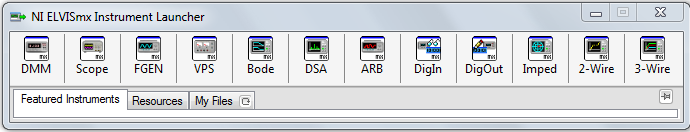 NI ELVISmx Instrument Launcher
DMM Scope FGEN VPS Bode DSA ARB DigIn DigOut Imped 2-Wire 3-Wire
Featured Instruments Resources My Files